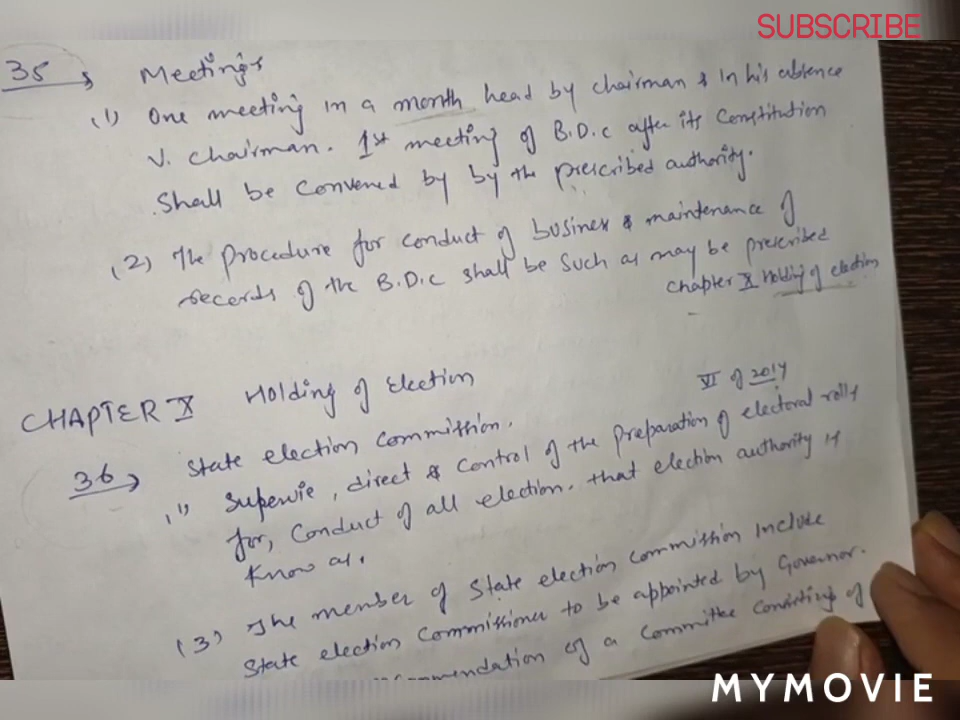 SUBSCRIBE
35 → Meetings
(1) One meeting in a month head by chairman & in his absence
V. Chairman. 1st meeting of B.D.C after its Constitution
Shall be convened by by the prescribed authority.
(2) The procedure for conduct of business & maintenance of
records of the B.D.C shall be such as may be prescribed
Chapter X Holding of election
CHAPTER X Holding of Election
VI of 2014
36 → State election commission.
(1) Supervise, direct & control of the preparation of electoral rolls
for, conduct of all election. that election authority is
Know as.
(3) The member of State election commission include
State election commissioner to be appointed by Governor.
commendation of a committee consisting of
MYMOVIE